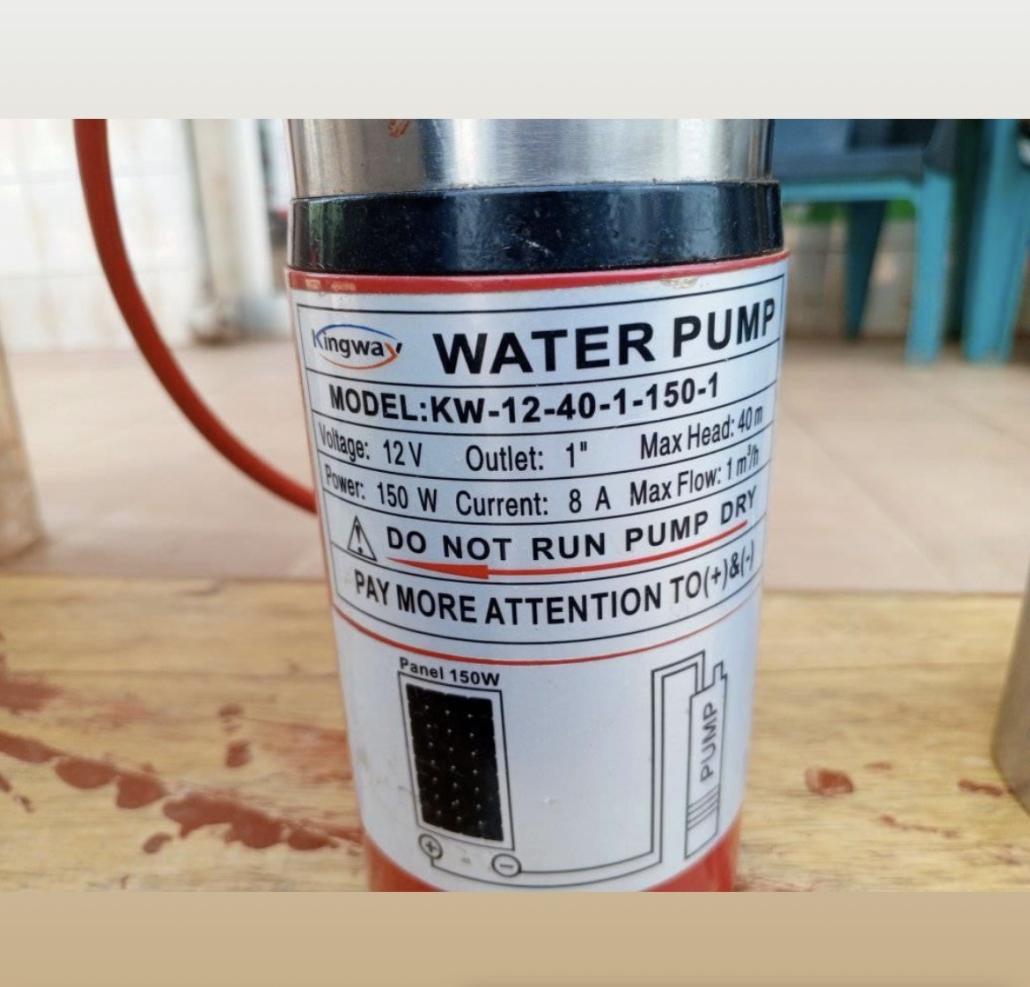 Kingway WATER PUMP
MODEL:KW-12-40-1-150-1
Voltage: 12V Outlet: 1" Max Head: 40m
Power: 150 W Current: 8 A Max Flow: 1 m³/h
DO NOT RUN PUMP DRY
PAY MORE ATTENTION TO(+)&(-)
Panel 150W
PUMP
+ −